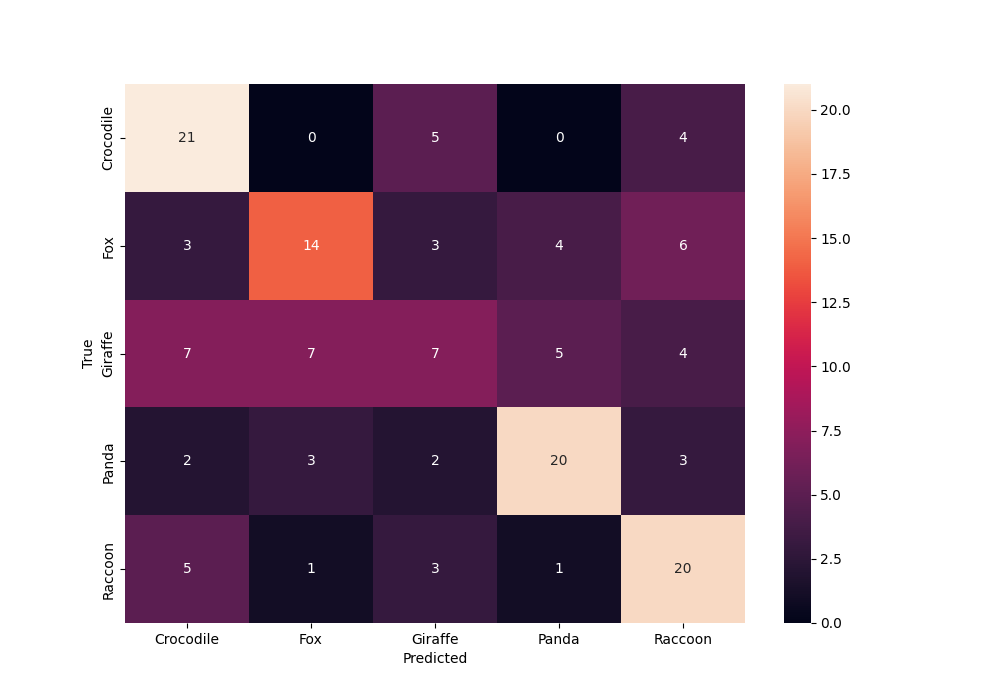 Crocodile 21 0 5 0 4
Fox 3 14 3 4 6
Giraffe 7 7 7 5 4
Panda 2 3 2 20 3
Raccoon 5 1 3 1 20
True
Crocodile Fox Giraffe Panda Raccoon
Predicted
20.0
17.5
15.0
12.5
10.0
7.5
5.0
2.5
0.0